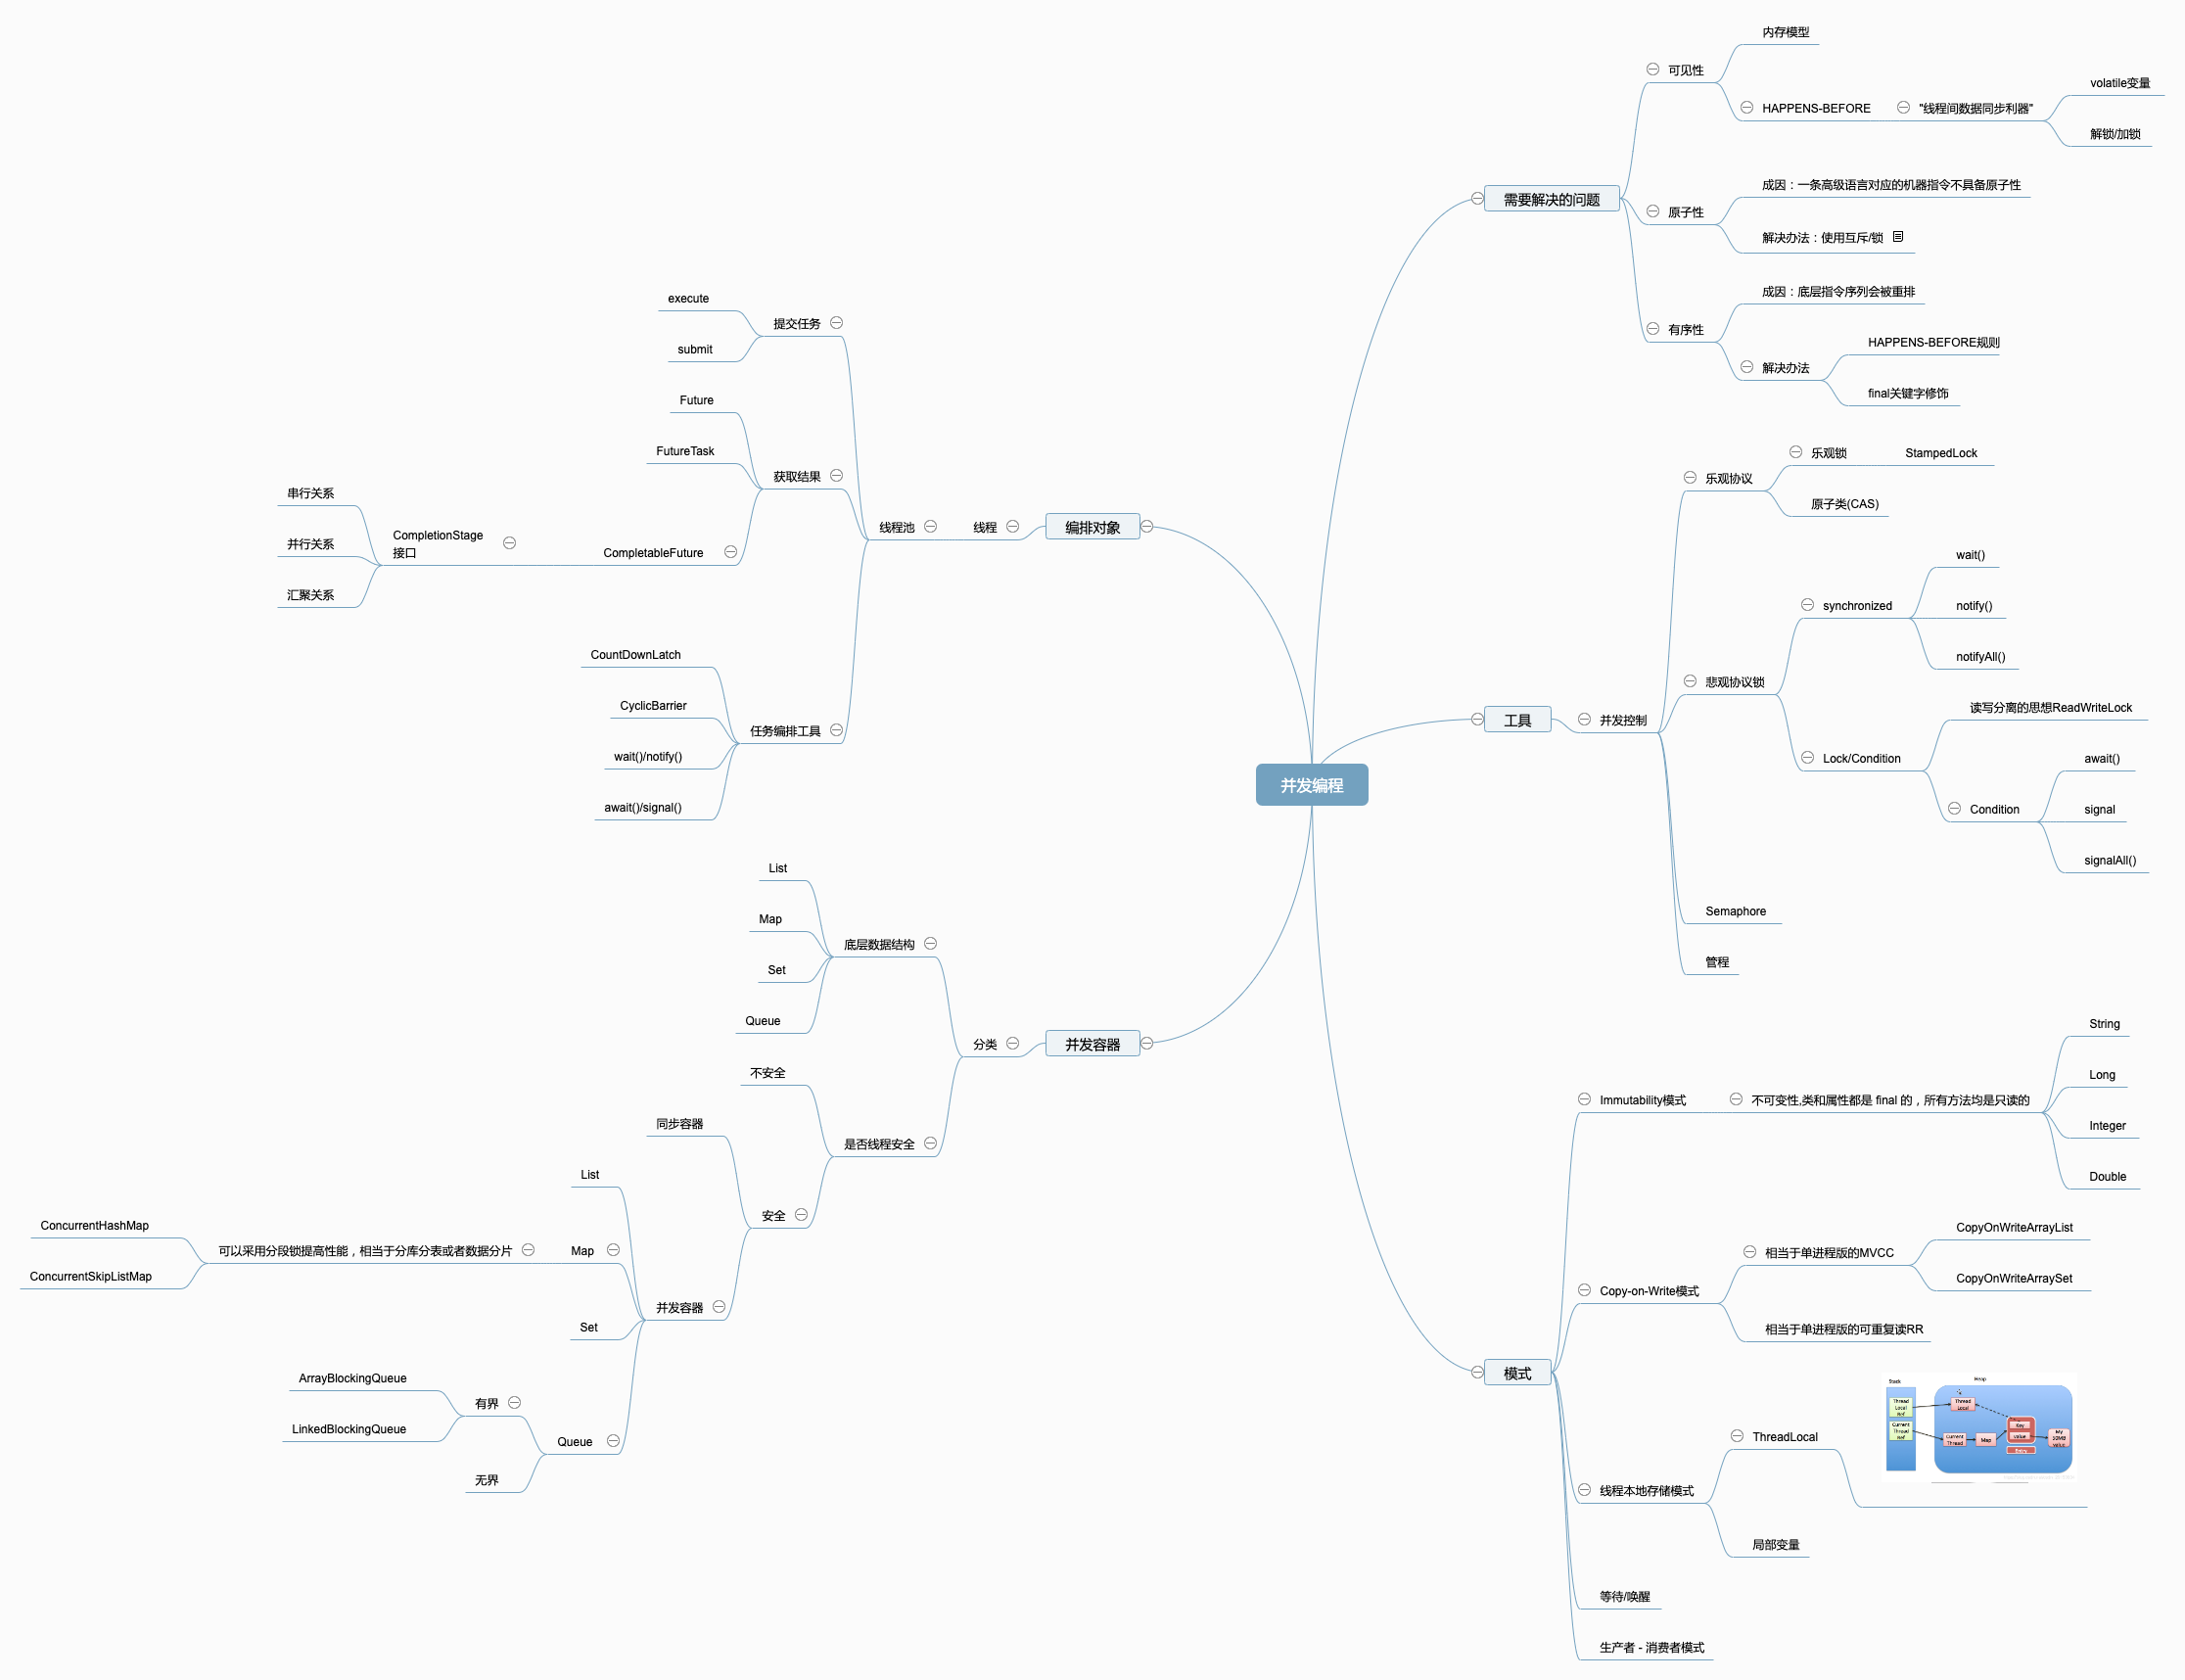 并发编程
需要解决的问题
可见性
内存模型
HAPPENS-BEFORE
"线程间数据同步利器"
volatile变量
解锁/加锁
原子性
成因：一条高级语言对应的机器指令不具备原子性
解决办法：使用互斥/锁
有序性
成因：底层指令序列会被重排
解决办法
HAPPENS-BEFORE规则
final关键字修饰
工具
并发控制
乐观协议
乐观锁
StampedLock
原子类(CAS)
悲观协议锁
synchronized
wait()
notify()
notifyAll()
Lock/Condition
读写分离的思想ReadWriteLock
Condition
await()
signal
signalAll()
Semaphore
管程
模式
Immutability模式
不可变性,类和属性都是 final 的，所有方法均是只读的
String
Long
Integer
Double
Copy-on-Write模式
相当于单进程版的MVCC
CopyOnWriteArrayList
CopyOnWriteArraySet
相当于单进程版的可重复读RR
线程本地存储模式
ThreadLocal
Stack
Heap
Thread
Local
Ref
Current
Thread
Ref
Thread
Local
Current
Thread
Map
Key
value
Entry
My
50MB
value
局部变量
等待/唤醒
生产者 - 消费者模式
编排对象
线程
线程池
提交任务
execute
submit
获取结果
Future
FutureTask
CompletableFuture
CompletionStage
接口
串行关系
并行关系
汇聚关系
任务编排工具
CountDownLatch
CyclicBarrier
wait()/notify()
await()/signal()
并发容器
分类
底层数据结构
List
Map
Set
Queue
是否线程安全
不安全
安全
同步容器
并发容器
List
Map
可以采用分段锁提高性能，相当于分库分表或者数据分片
ConcurrentHashMap
ConcurrentSkipListMap
Set
Queue
有界
ArrayBlockingQueue
LinkedBlockingQueue
无界